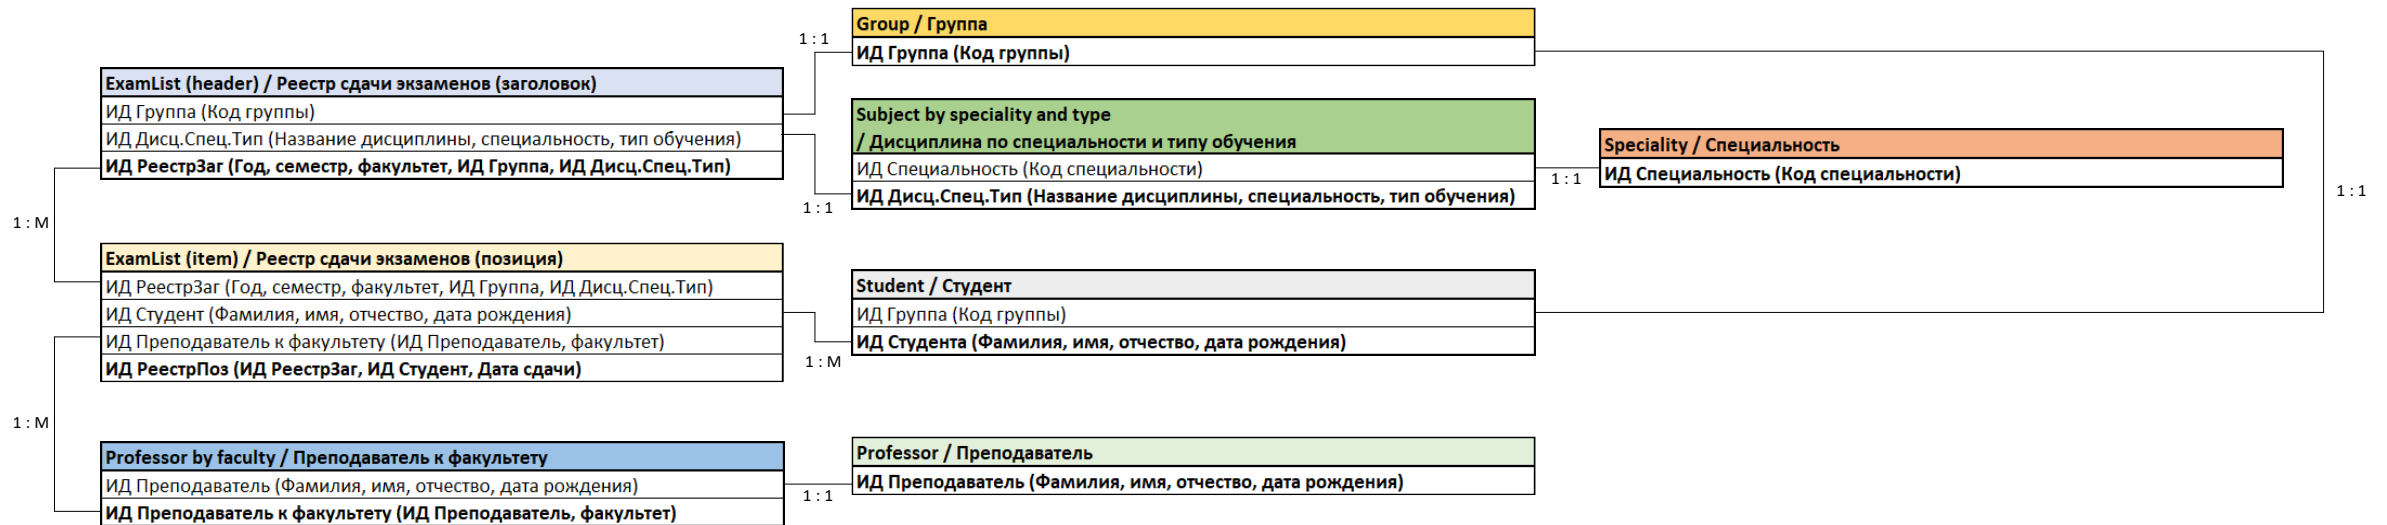 Group / Группа
ИД Группа (Код группы)
1 : 1
ExamList (header) / Реестр сдачи экзаменов (заголовок)
ИД Группа (Код группы)
ИД Дисц.Спец.Тип (Название дисциплины, специальность, тип обучения)
ИД РеестрЗаг (Год, семестр, факультет, ИД Группа, ИД Дисц.Спец.Тип)
Subject by speciality and type
/ Дисциплина по специальности и типу обучения
ИД Специальность (Код специальности)
ИД Дисц.Спец.Тип (Название дисциплины, специальность, тип обучения)
1 : 1
Speciality / Специальность
ИД Специальность (Код специальности)
1 : 1
1 : 1
1 : M
ExamList (item) / Реестр сдачи экзаменов (позиция)
ИД РеестрЗаг (Год, семестр, факультет, ИД Группа, ИД Дисц.Спец.Тип)
ИД Студент (Фамилия, имя, отчество, дата рождения)
ИД Преподаватель к факультету (ИД Преподаватель, факультет)
ИД РеестрПоз (ИД РеестрЗаг, ИД Студент, Дата сдачи)
Student / Студент
ИД Группа (Код группы)
ИД Студента (Фамилия, имя, отчество, дата рождения)
1 : M
1 : M
Professor by faculty / Преподаватель к факультету
ИД Преподаватель (Фамилия, имя, отчество, дата рождения)
ИД Преподаватель к факультету (ИД Преподаватель, факультет)
1 : 1
Professor / Преподаватель
ИД Преподаватель (Фамилия, имя, отчество, дата рождения)